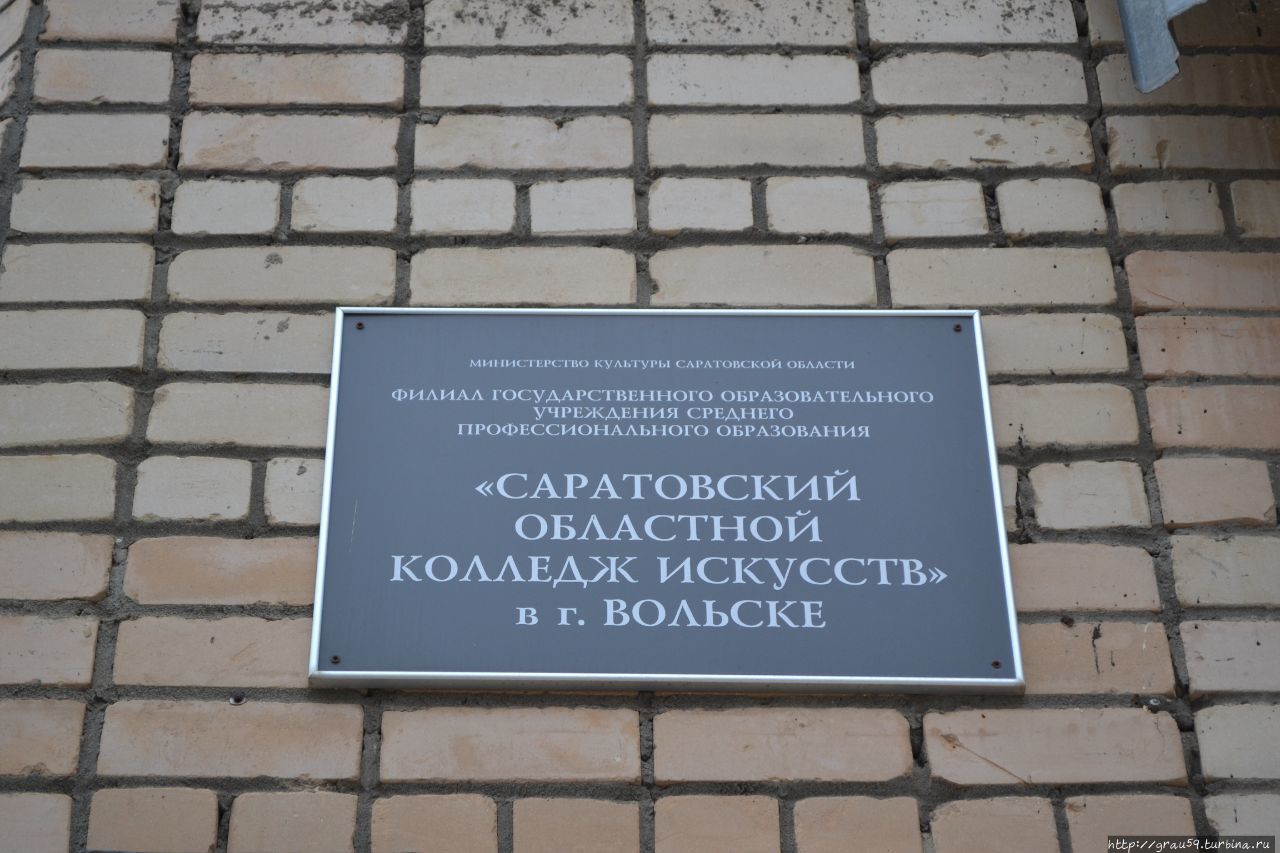 МИНИСТЕРСТВО КУЛЬТУРЫ САРАТОВСКОЙ ОБЛАСТИ
ФИЛИАЛ ГОСУДАРСТВЕННОГО ОБРАЗОВАТЕЛЬНОГО
УЧРЕЖДЕНИЯ СРЕДНЕГО
ПРОФЕССИОНАЛЬНОГО ОБРАЗОВАНИЯ
«САРАТОВСКИЙ
ОБЛАСТНОЙ
КОЛЛЕДЖ ИСКУССТВ»
в г. ВОЛЬСКЕ
http://grau59.turbina.ru